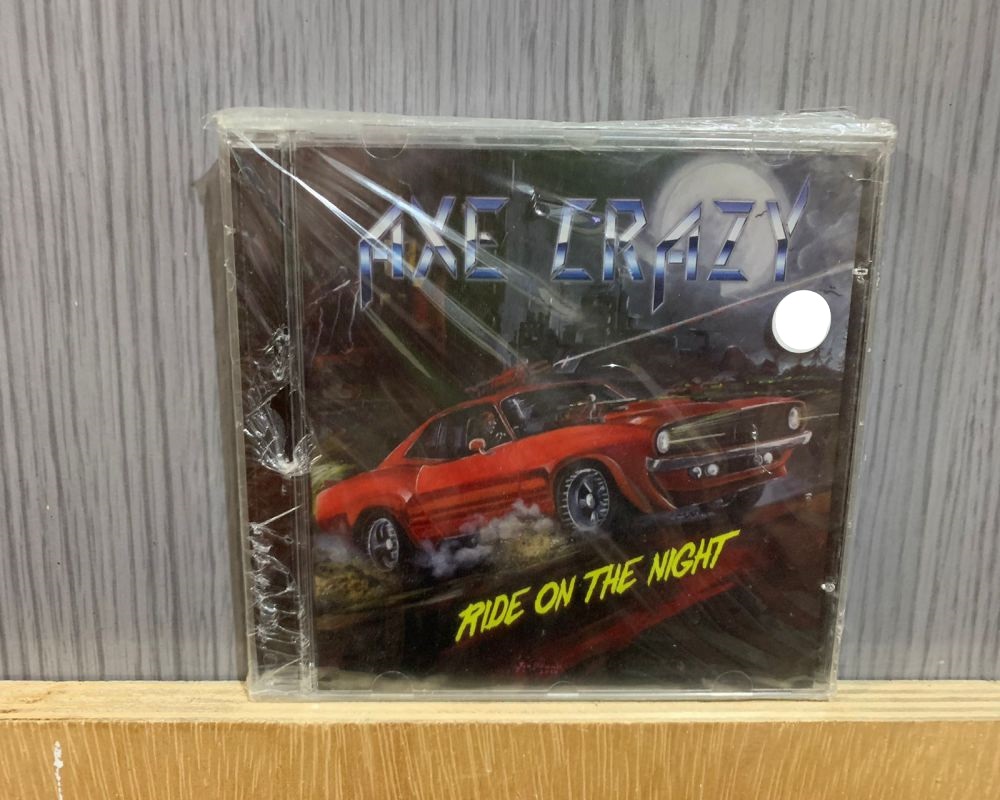 AXE CRAZY
RIDE ON THE NIGHT